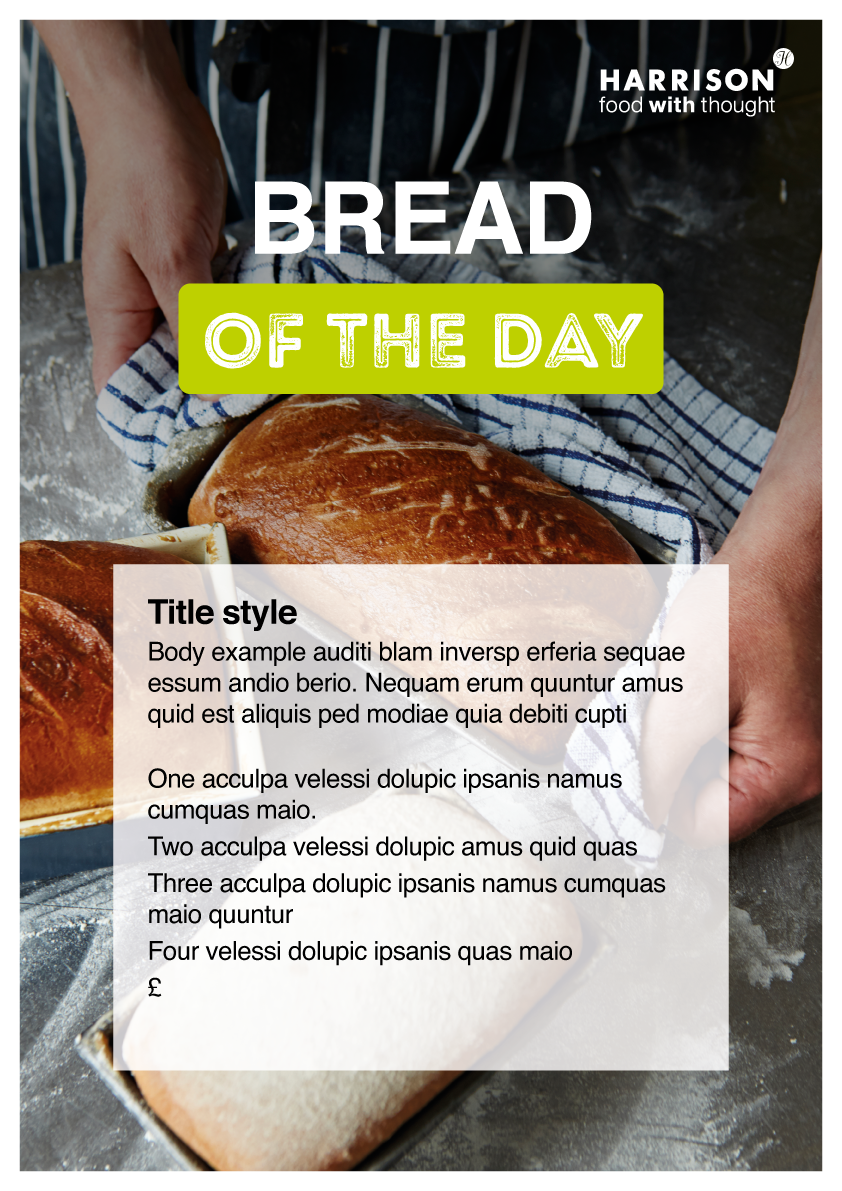 H
HARRISON
food with thought
BREAD
OF THE DAY
Title style
Body example auditi blam inversp erferia sequae
essum andio berio. Nequam erum quuntur amus
quid est aliquis ped modiae quia debiti cupti
One acculpa velessi dolupic ipsanis namus
cumquas maio.
Two acculpa velessi dolupic amus quid quas
Three acculpa dolupic ipsanis namus cumquas
maio quuntur
Four velessi dolupic ipsanis quas maio
£